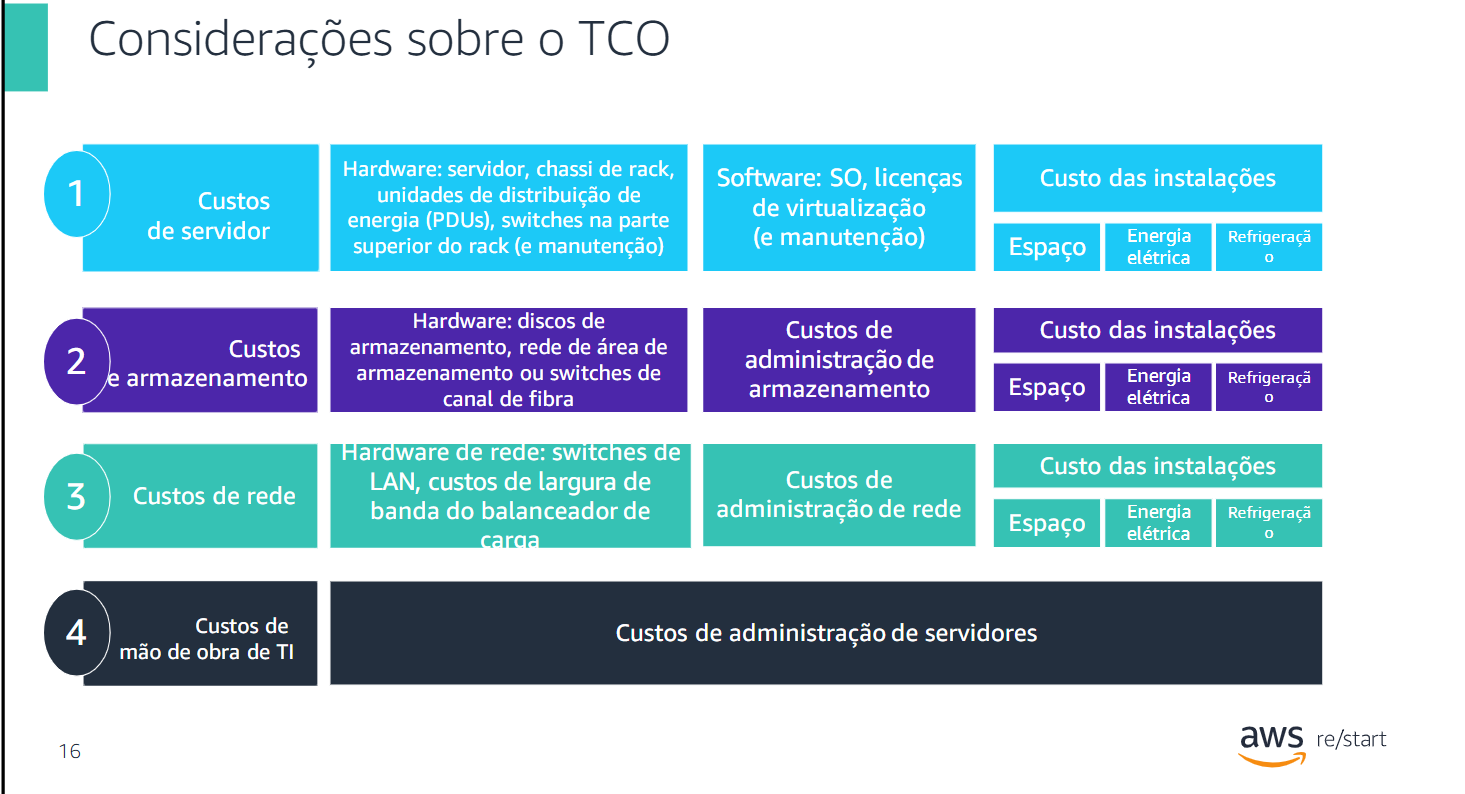 Considerações sobre o TCO
1
Custos
de servidor
Hardware: servidor, chassi de rack,
unidades de distribuição de
energia (PDUs), switches na parte
superior do rack (e manutenção)
Software: SO, licenças
de virtualização
(e manutenção)
Custo das instalações
Espaço
Energia
elétrica
Refrigeraçã
o
2
Custos
e armazenamento
Hardware: discos de
armazenamento, rede de área de
armazenamento ou switches de
canal de fibra
Custos de
administração de
armazenamento
Custo das instalações
Espaço
Energia
elétrica
Refrigeraçã
o
3
Custos de rede
Hardware de rede: switches de
LAN, custos de largura de
banda do balanceador de
carga
Custos de
administração de rede
Custo das instalações
Espaço
Energia
elétrica
Refrigeraçã
o
4
Custos de
mão de obra de TI
Custos de administração de servidores
16
aws re/start